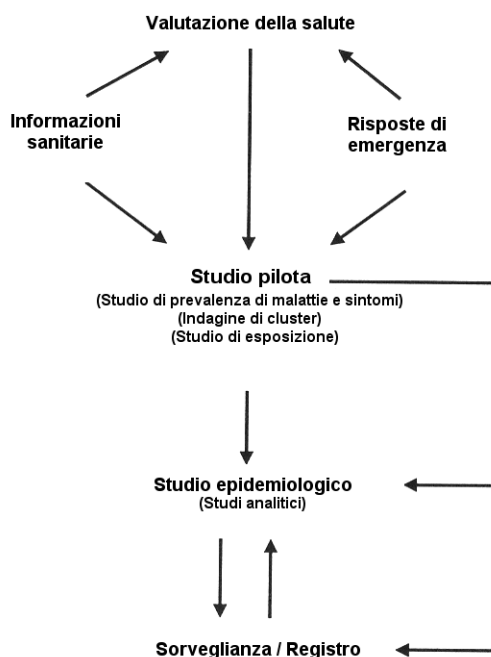 Valutazione della salute
Informazioni
sanitarie
Risposte di
emergenza
Studio pilota
(Studio di prevalenza di malattie e sintomi)
(Indagine di cluster)
(Studio di esposizione)
Studio epidemiologico
(Studi analitici)
Sorveglianza / Registro